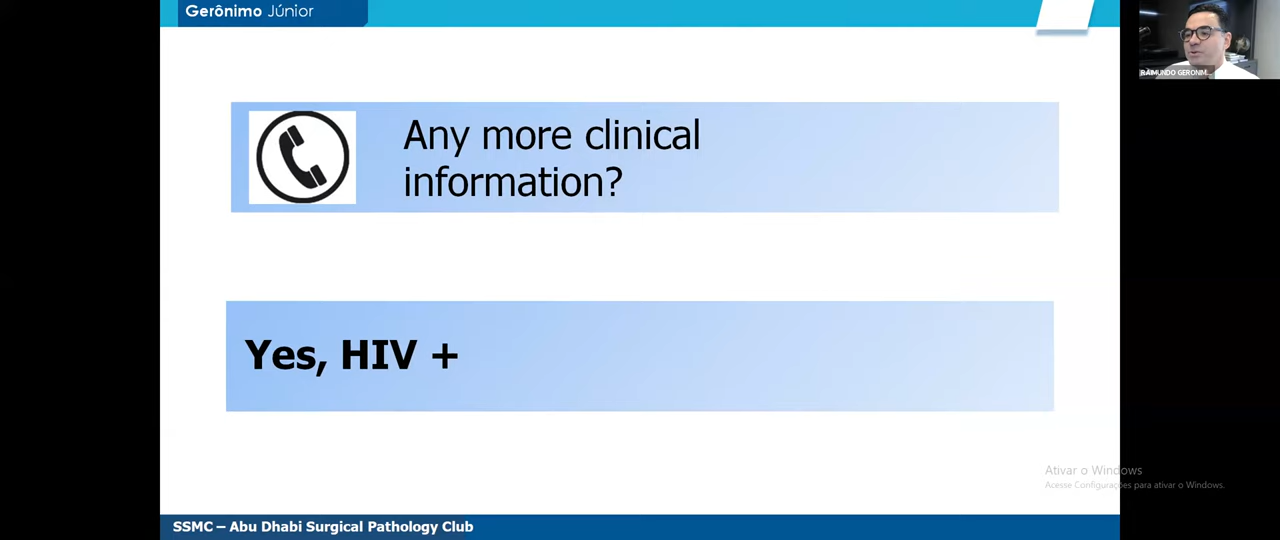 Gerônimo Júnior
Any more clinical
information?
Yes, HIV +
SSMC – Abu Dhabi Surgical Pathology Club
RAIMUNDO GERONIM...
Ativar o Windows
Acesse Configurações para ativar o Windows.